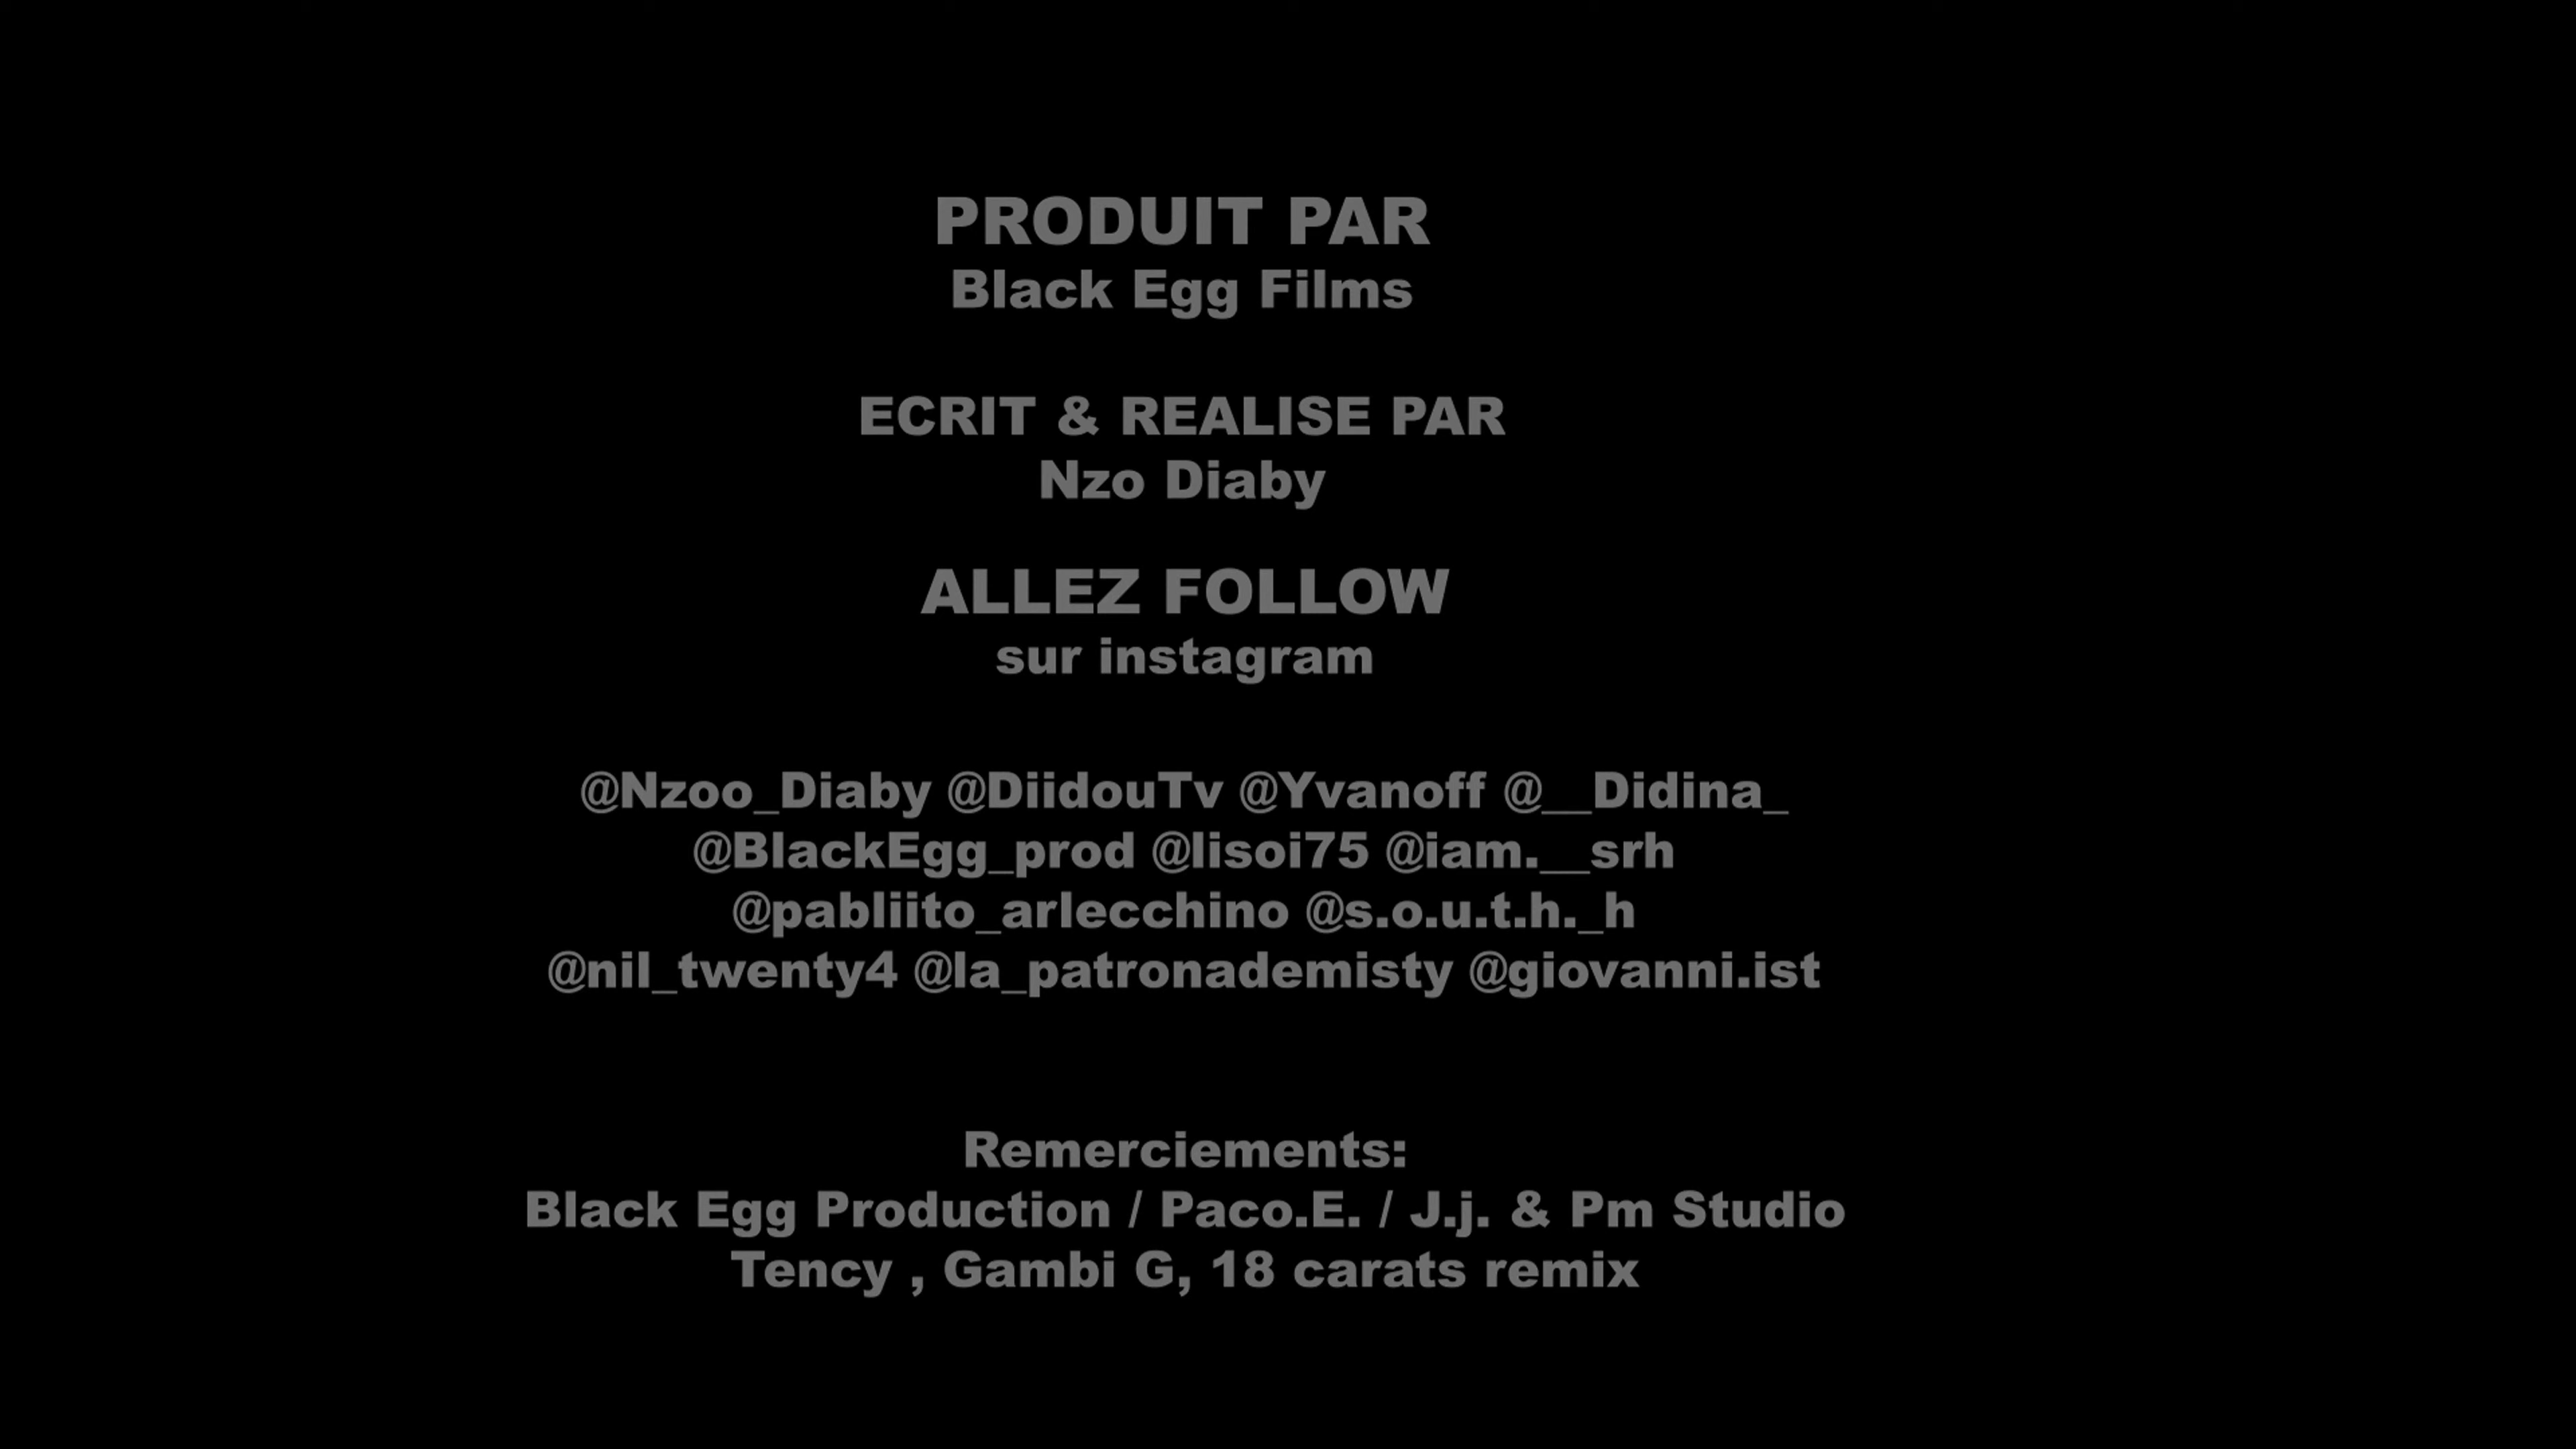 PRODUIT PAR
Black Egg Films
ECRIT & REALISE PAR
Nzo Diaby
ALLEZ FOLLOW
sur instagram
@Nzoo_Diaby @DiidouTv @Yvanoff @__Didina_
@BlackEgg_prod @lisoi75 @iam.__srh
@pabliito_arlecchino @s.o.u.t.h._h
@nil_twenty4 @la_patronademisty @giovanni.ist
Remerciements:
Black Egg Production / Paco.E. / J.j. & Pm Studio
Tency , Gambi G, 18 carats remix